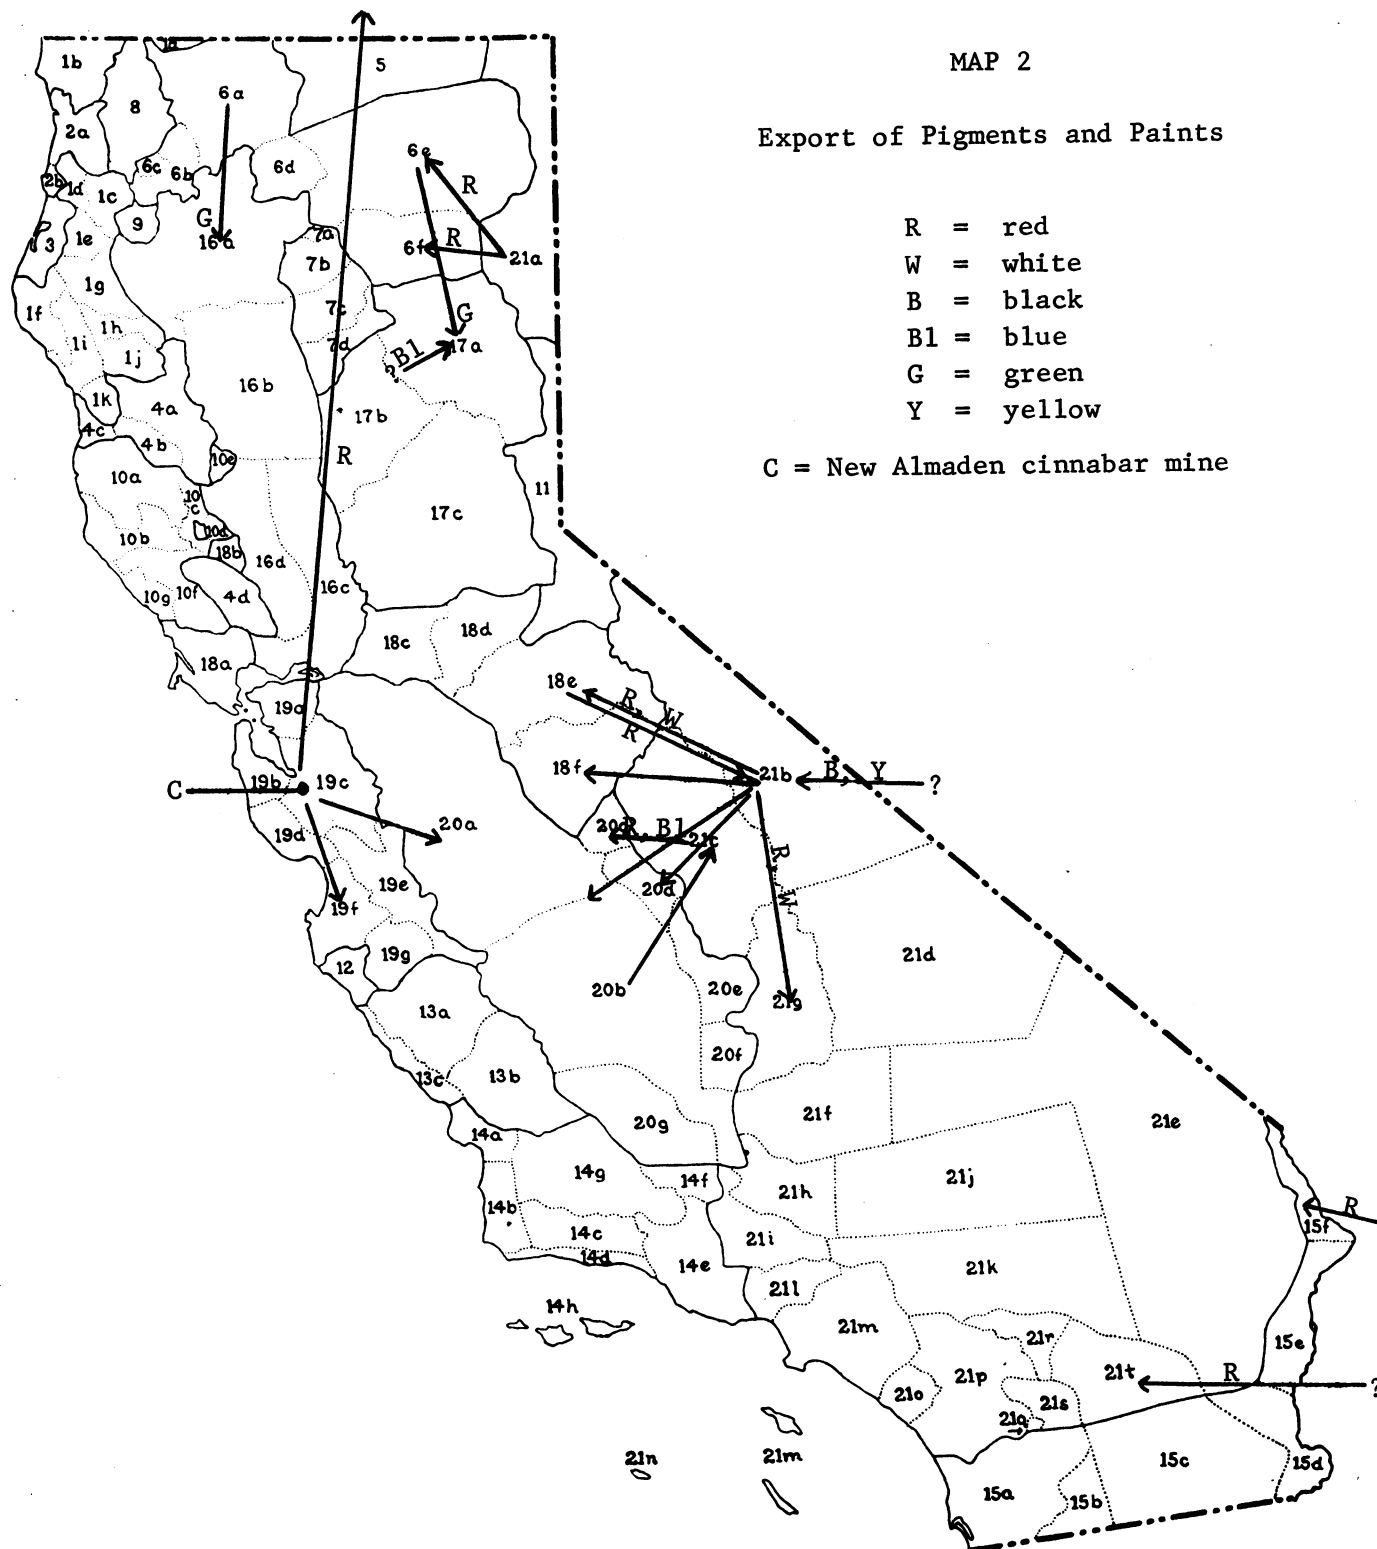 MAP 2
Export of Pigments and Paints
R = red
W = white
B = black
Bl = blue
G = green
Y = yellow
C = New Almaden cinnabar mine
1b
8
6a
5
2a
6c
6b
6d
6e
R
2b
1d
1c
9
G
16a
3
1e
7a
7b
6f
R
21a
1g
1f
7c
G
1h
1i
1j
7d
Bl
?
17a
16b
1k
4a
17b
4c
4b
10e
R
10a
10
c
11
17c
10b
10d
18b
16d
16c
10g
10f
4d
18c
18d
18a
18e
R, W
R
19a
18f
21b
B, Y
?
C
19b
19c
19d
20a
R, Bl
21c
R, W
19e
20d
19f
12
19g
20b
20e
21g
21d
13a
20f
13c
13b
21f
20g
21e
14a
14g
14f
21h
21j
R
15f
14b
14c
14d
21i
14e
21k
21l
14h
21m
21r
15e
21p
21t
R
?
21o
21s
21q
21n
21m
15a
15b
15c
15d